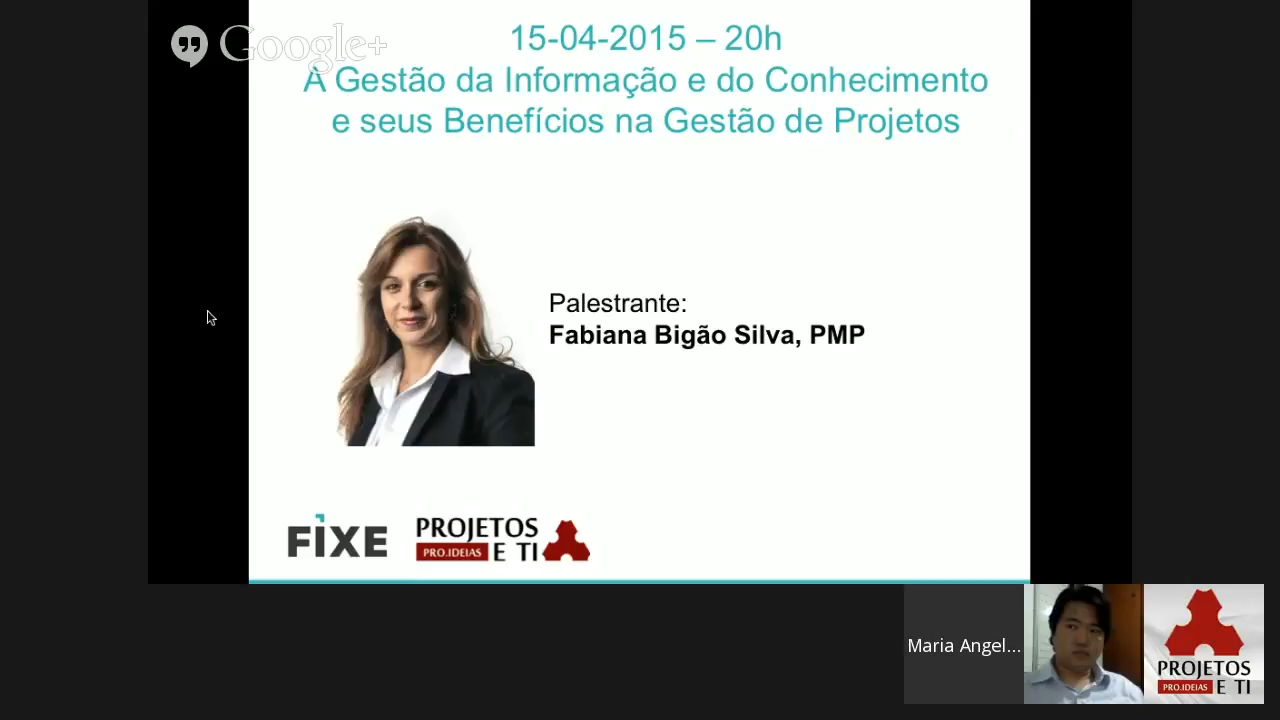 Google+
15-04-2015 – 20h
A Gestão da Informação e do Conhecimento
e seus Benefícios na Gestão de Projetos
Palestrante:
Fabiana Bigão Silva, PMP
FIXE
PROJETOS
PRO.IDEIAS E TI
Maria Angel...
PROJETOS
PRO.IDEIAS E TI